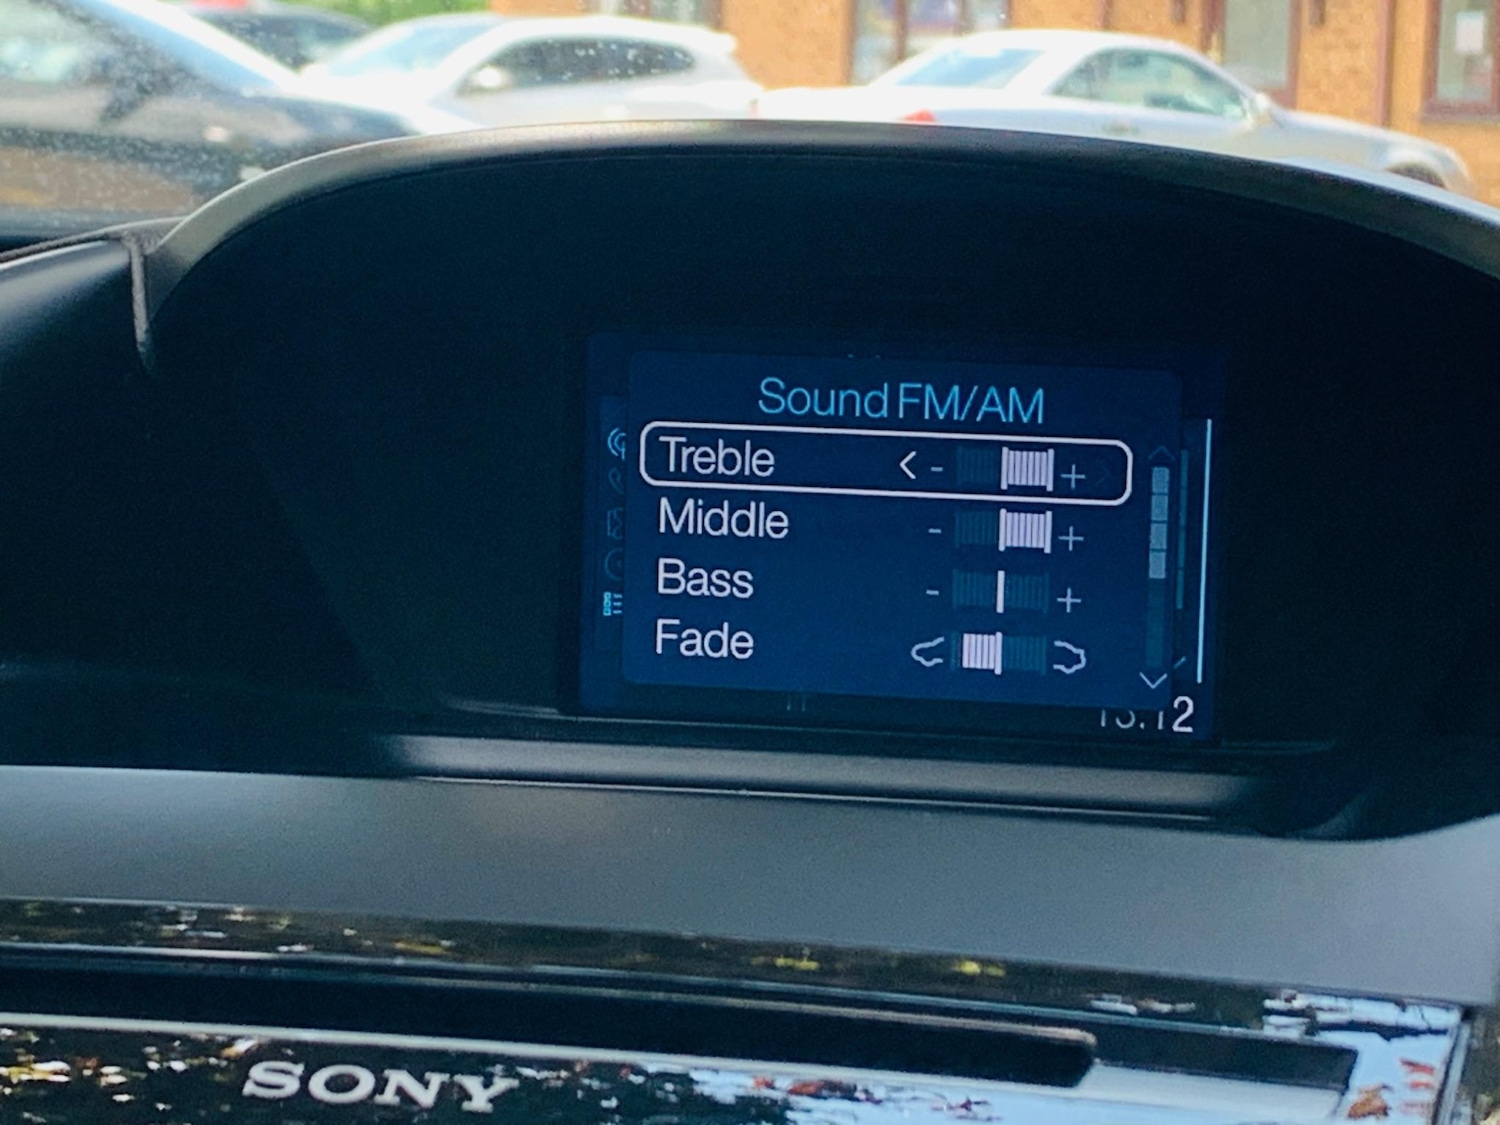 Sound FM/AM
Treble < - +
Middle - +
Bass - +
Fade
SONY